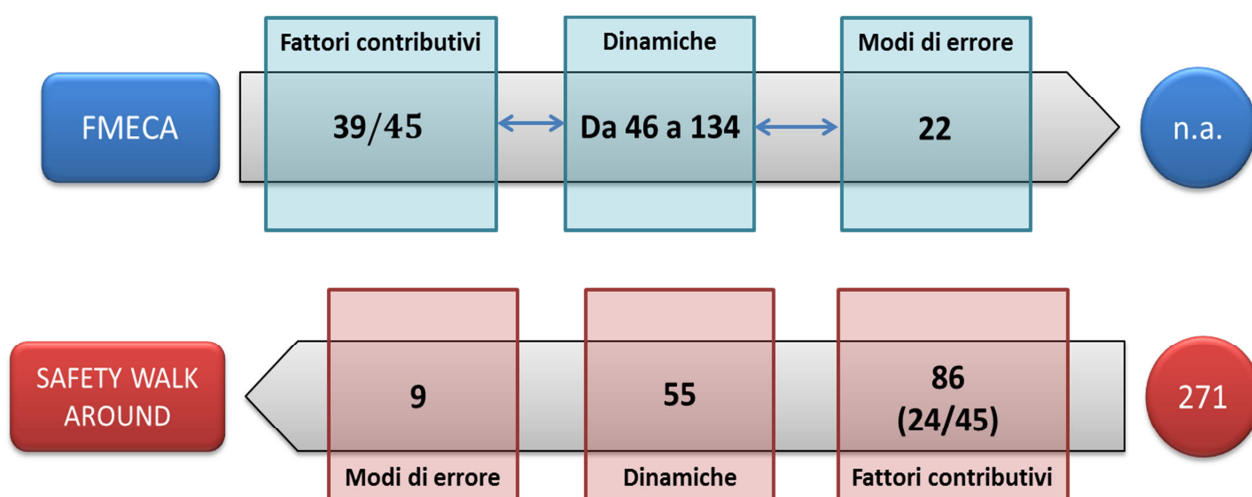 Fattori contributivi
Dinamiche
Modi di errore
FMECA
39/45
Da 46 a 134
22
n.a.
SAFETY WALK
AROUND
9
55
86
(24/45)
271
Modi di errore
Dinamiche
Fattori contributivi